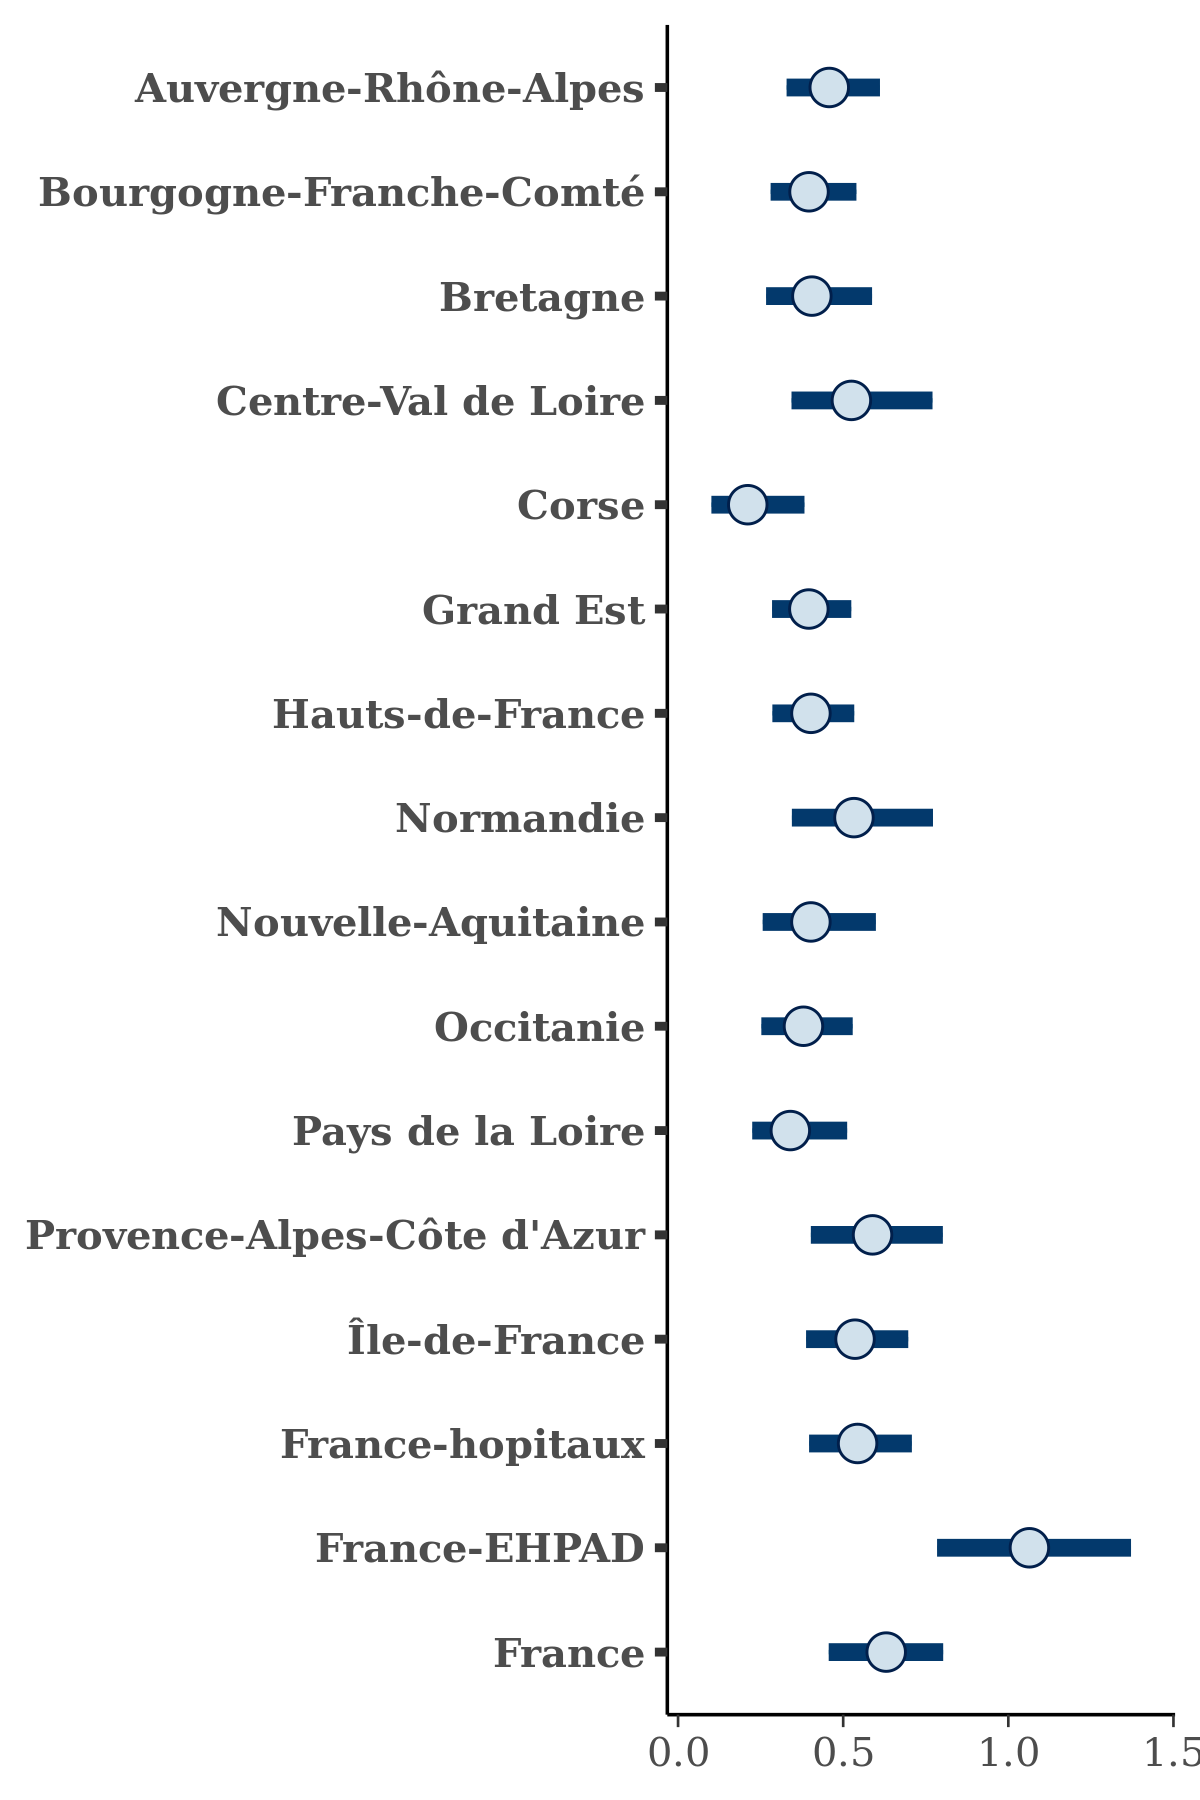 Auvergne-Rhône-Alpes
Bourgogne-Franche-Comté
Bretagne
Centre-Val de Loire
Corse
Grand Est
Hauts-de-France
Normandie
Nouvelle-Aquitaine
Occitanie
Pays de la Loire
Provence-Alpes-Côte d'Azur
Île-de-France
France-hopitaux
France-EHPAD
France
0.0 0.5 1.0 1.5